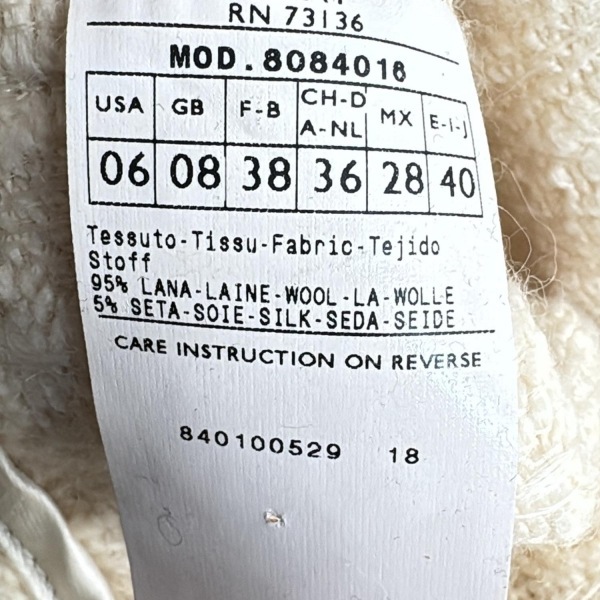 RN 73136
MOD.8084018
USA GB F-B CH-D A-NL MX E-I-J
06 08 38 36 28 40
Tessuto-Tissu-Fabric-Tejido
Stoff
95% LANA-LAINE-WOOL-LA-WOLLE
5% SETA-SOIE-SILK-SEDA-SEIDE
CARE INSTRUCTION ON REVERSE
840100529 18